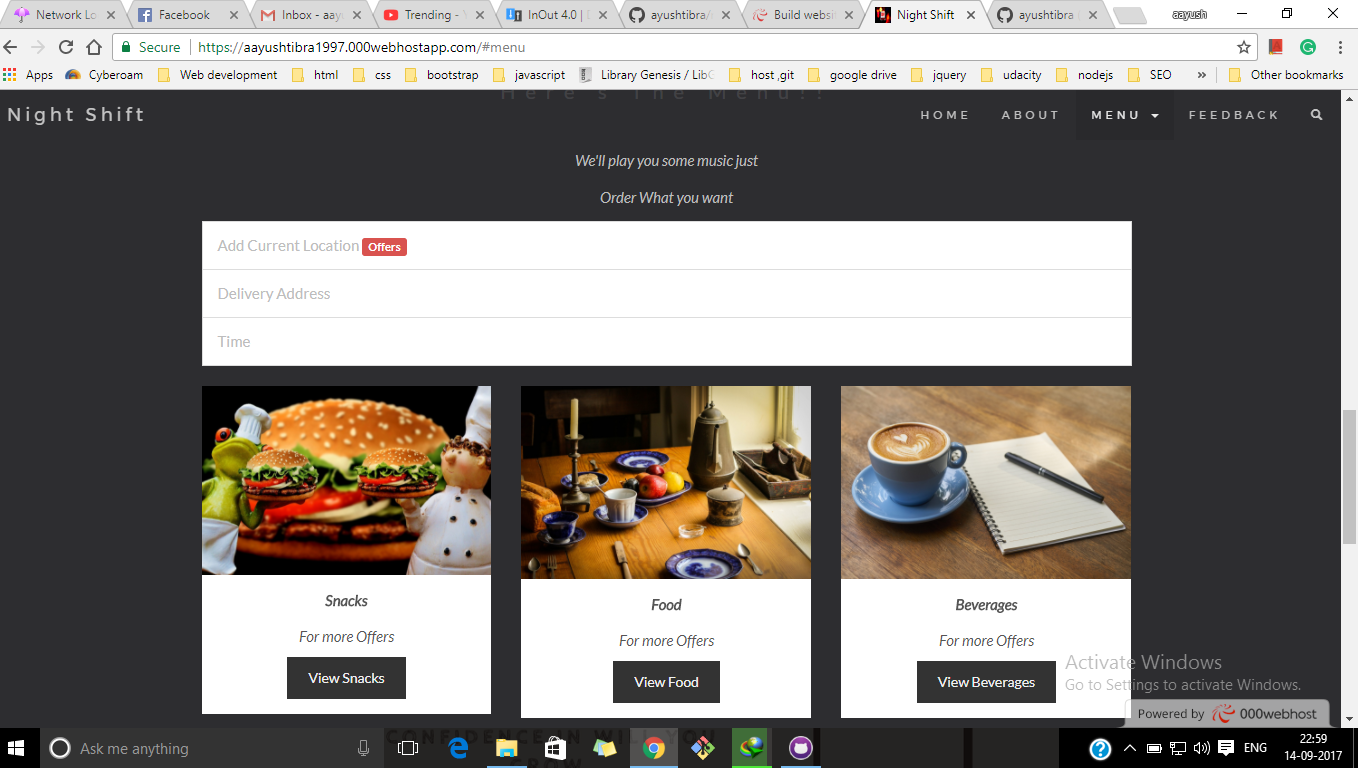 Network Lo
Facebook
Inbox - aay
Trending - Y
InOut 4.0 |
ayushtibra/
Build websi
Night Shift
ayushtibra
aayush
Secure
https://aayushtibra1997.000webhostapp.com/#menu
Apps
Cyberoam
Web development
html
css
bootstrap
javascript
Library Genesis / LibG
host ,git
google drive
jquery
udacity
nodejs
SEO
»
Other bookmarks
Here's The Menu!!
Night Shift
HOME
ABOUT
MENU
FEEDBACK
We'll play you some music just
Order What you want
Add Current Location Offers
Delivery Address
Time
Snacks
For more Offers
View Snacks
Food
For more Offers
View Food
Beverages
For more Offers
View Beverages
Activate Windows
Go to Settings to activate Windows.
Powered by 000webhost
CONFIDENCE IN WILL YOU
GROW
Ask me anything
ENG
22:59
14-09-2017